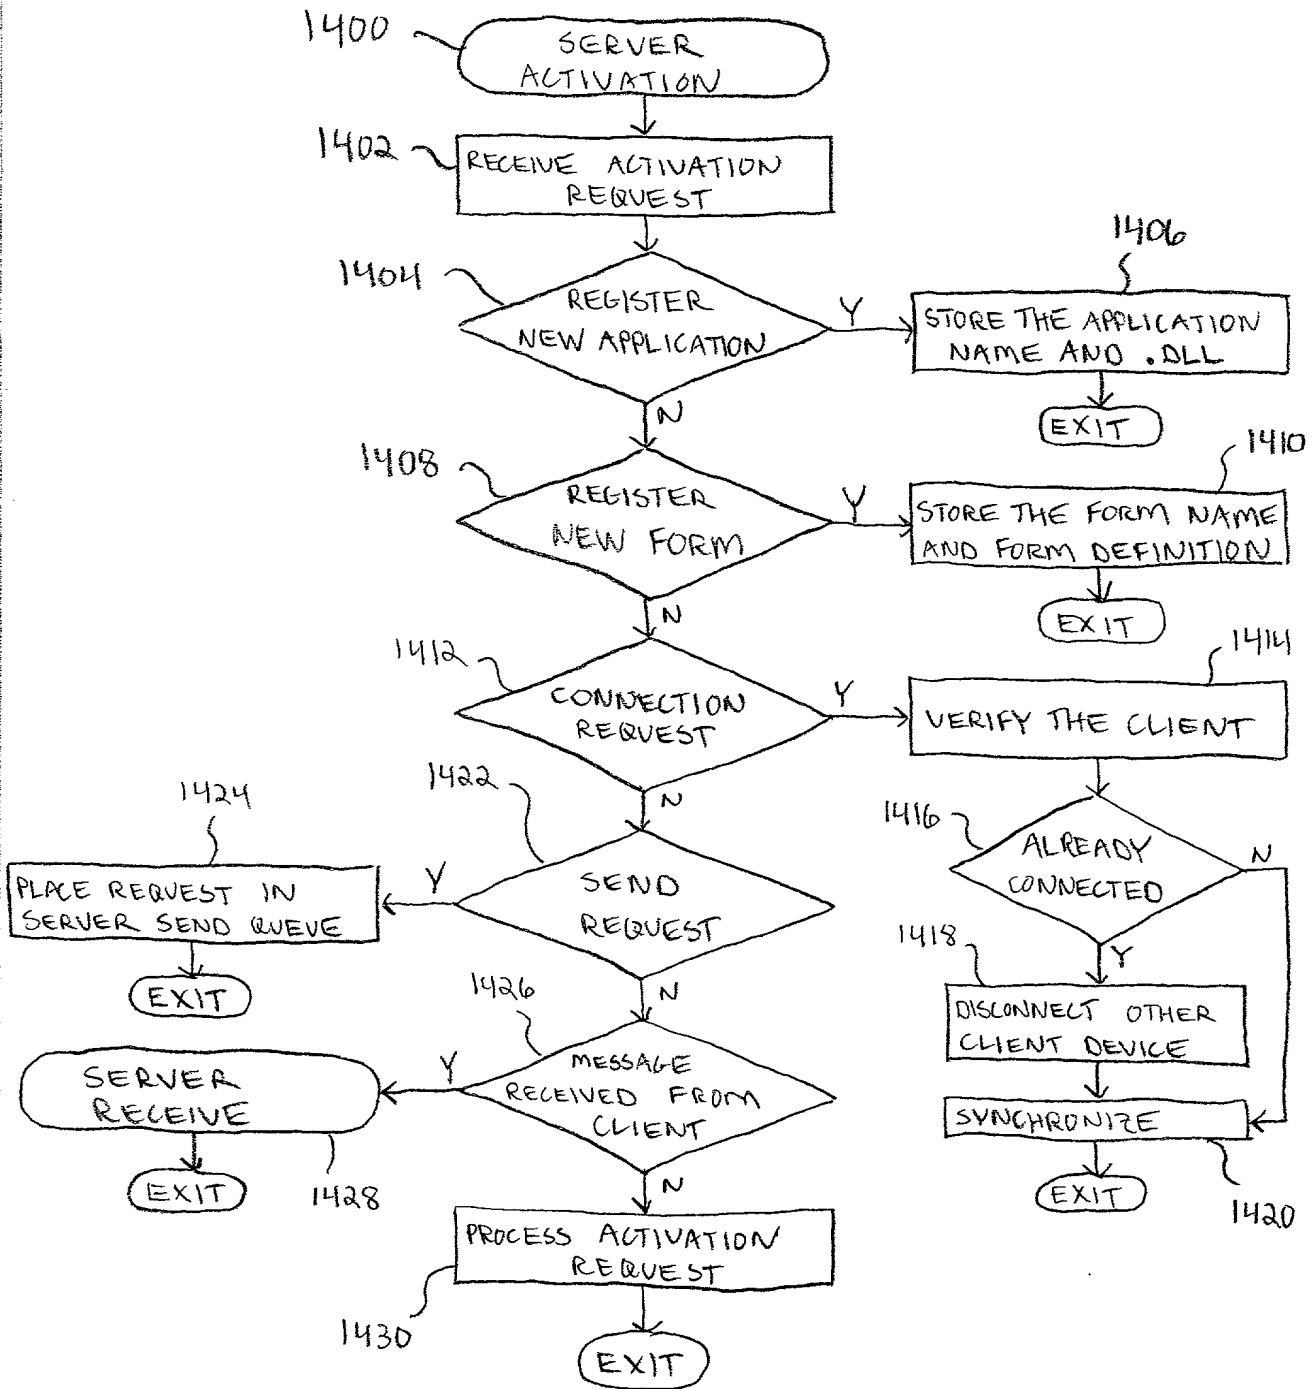 1400
SERVER
ACTIVATION
1402
RECEIVE ACTIVATION
REQUEST
1404
REGISTER
NEW APPLICATION
Y
N
1406
STORE THE APPLICATION
NAME AND .DLL
EXIT
1408
REGISTER
NEW FORM
Y
N
1410
STORE THE FORM NAME
AND FORM DEFINITION
EXIT
1412
CONNECTION
REQUEST
Y
N
1414
VERIFY THE CLIENT
1416
ALREADY
CONNECTED
N
Y
1418
DISCONNECT OTHER
CLIENT DEVICE
SYNCHRONIZE
1420
EXIT
1422
SEND
REQUEST
Y
N
1424
PLACE REQUEST IN
SERVER SEND QUEUE
EXIT
1426
MESSAGE
RECEIVED FROM
CLIENT
Y
N
SERVER
RECEIVE
1428
EXIT
PROCESS ACTIVATION
REQUEST
1430
EXIT